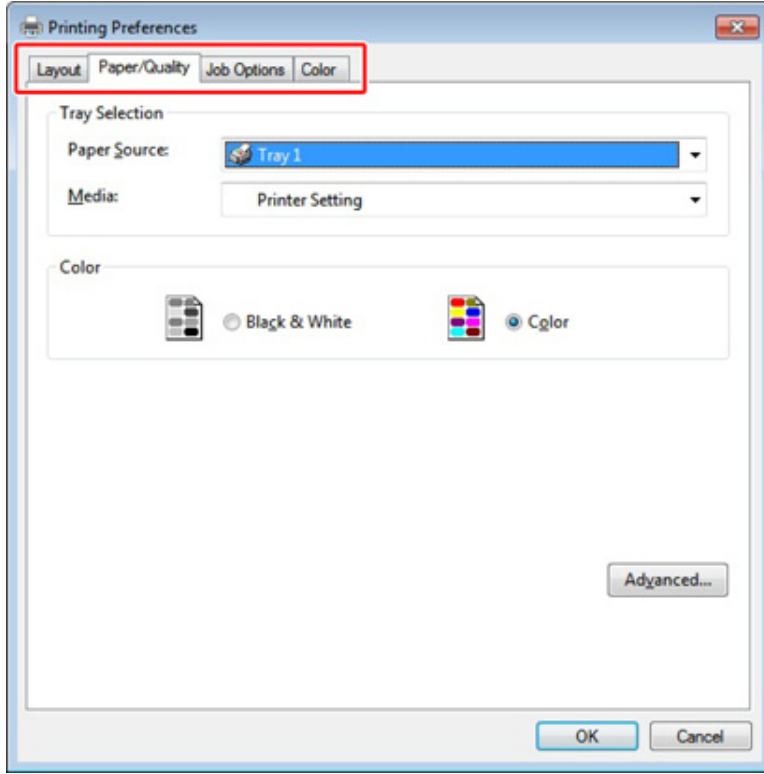 Printing Preferences
Layout Paper/Quality Job Options Color
Tray Selection
Paper Source: Tray 1
Media: Printer Setting
Color
Black & White Color
Advanced...
OK Cancel